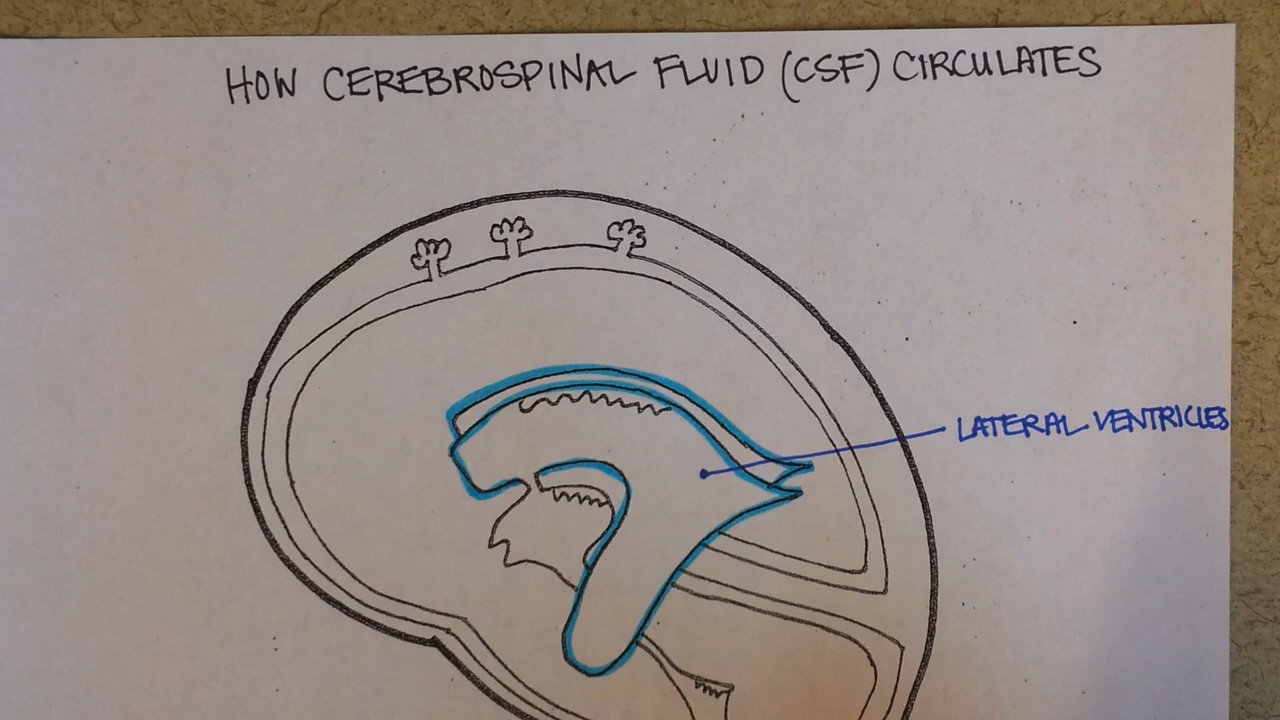 HOW CEREBROSPINAL FLUID (CSF) CIRCULATES
LATERAL VENTRICLES